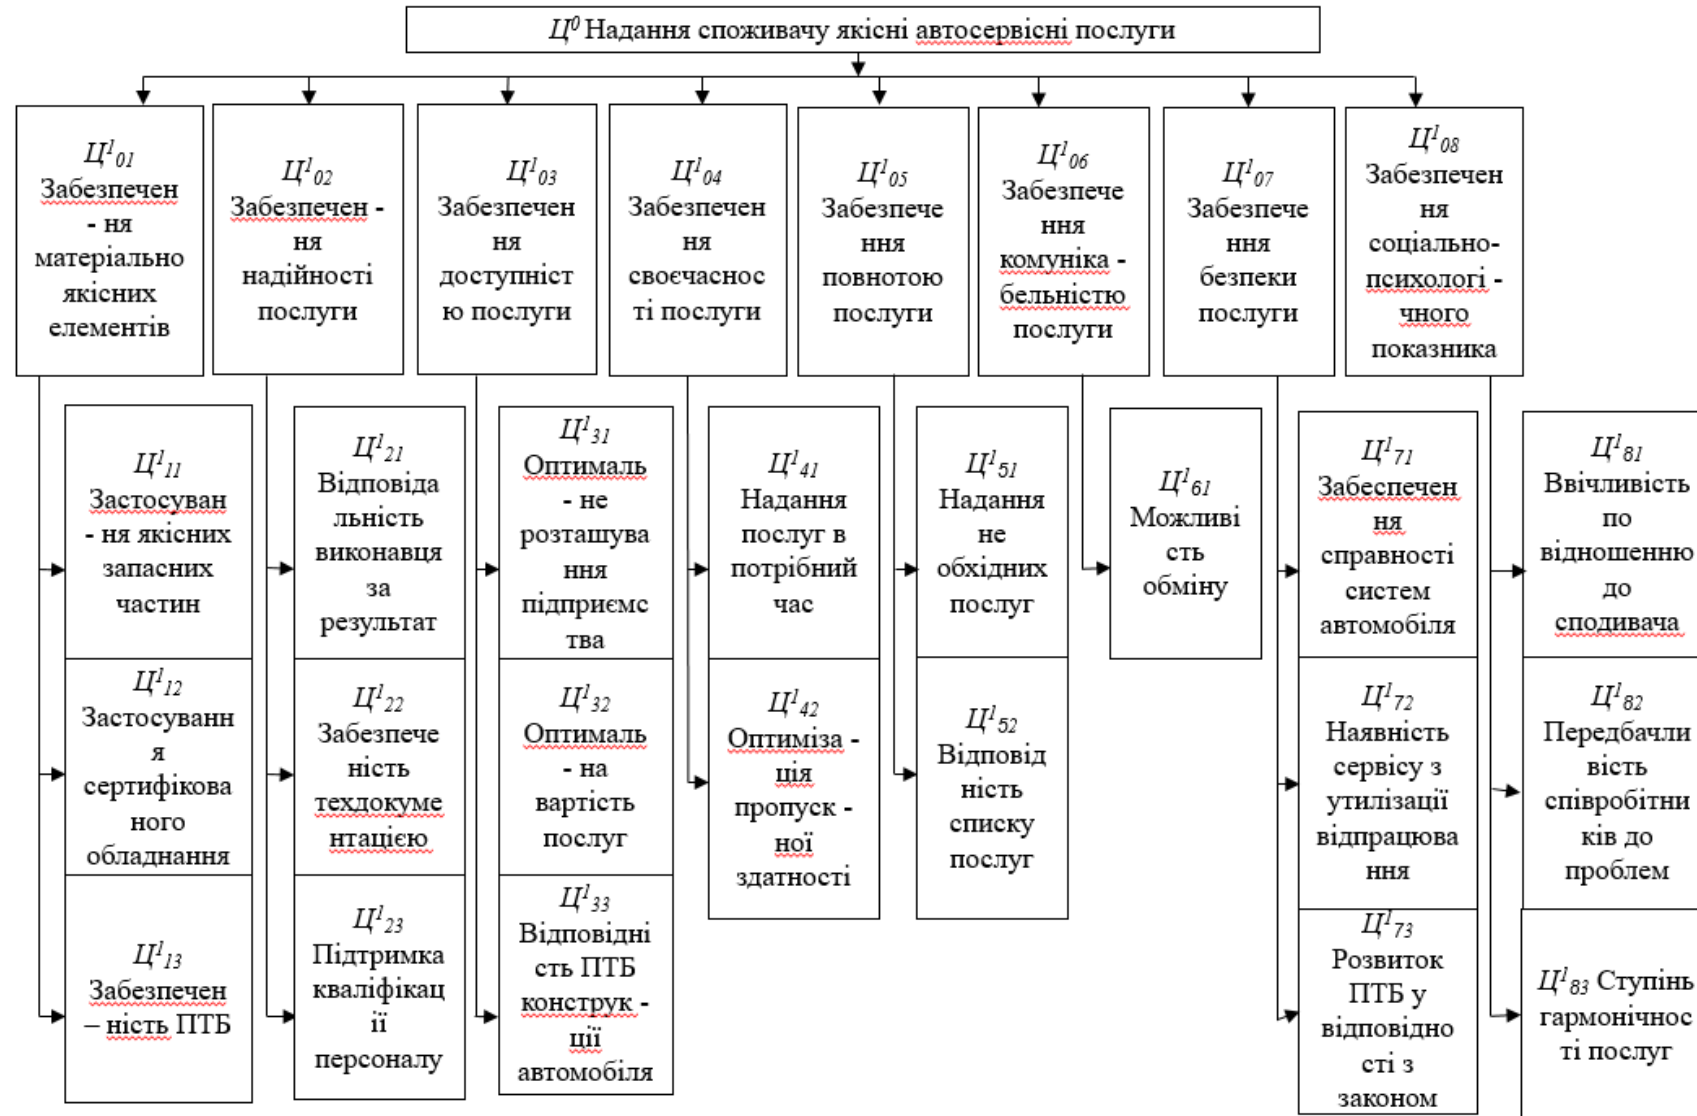 Ц⁰ Надання споживачу якісні автосервісні послуги
Ц¹₀₁
Забезпечен
- ня
матеріально
якісних
елементів
Ц¹₀₂
Забезпечен -
ня
надійності
послуги
Ц¹₀₃
Забезпечен
ня
доступніст
ю послуги
Ц¹₀₄
Забезпечен
ня
своєчаснос
ті послуги
Ц¹₀₅
Забезпече
ння
повнотою
послуги
Ц¹₀₆
Забезпече
ння
комуніка -
бельністю
послуги
Ц¹₀₇
Забезпече
ння
безпеки
послуги
Ц¹₀₈
Забезпечен
ня
соціально-
психологі -
чного
показника
Ц¹₁₁
Застосуван
- ня якісних
запасних
частин
Ц¹₂₁
Відповіда
льність
виконавця
за
результат
Ц¹₃₁
Оптималь
- не
розташува
ння
підприємс
тва
Ц¹₄₁
Надання
послуг в
потрібний
час
Ц¹₅₁
Надання
не
обхідних
послуг
Ц¹₆₁
Можливі
сть
обміну
Ц¹₇₁
Забеспечен
ня
справності
систем
автомобіля
Ц¹₈₁
Ввічливість
по
відношенню
до
сподивача
Ц¹₁₂
Застосуванн
я
сертифікова
ного
обладнання
Ц¹₂₂
Забезпече
ність
техдокуме
нтацією
Ц¹₃₂
Оптималь
- на
вартість
послуг
Ц¹₄₂
Оптиміза -
ція
пропуск -
ної
здатності
Ц¹₅₂
Відповід
ність
списку
послуг
Ц¹₇₂
Наявність
сервісу з
утилізації
відпрацюва
ння
Ц¹₈₂
Передбачли
вість
співробітни
ків до
проблем
Ц¹₁₃
Забезпечен
– ність ПТБ
Ц¹₂₃
Підтримка
кваліфікац
ії
персоналу
Ц¹₃₃
Відповідні
сть ПТБ
конструк -
ції
автомобіля
Ц¹₇₃
Розвиток
ПТБ у
відповідно
сті з
законом
Ц¹₈₃ Ступінь
гармонічнос
ті послуг